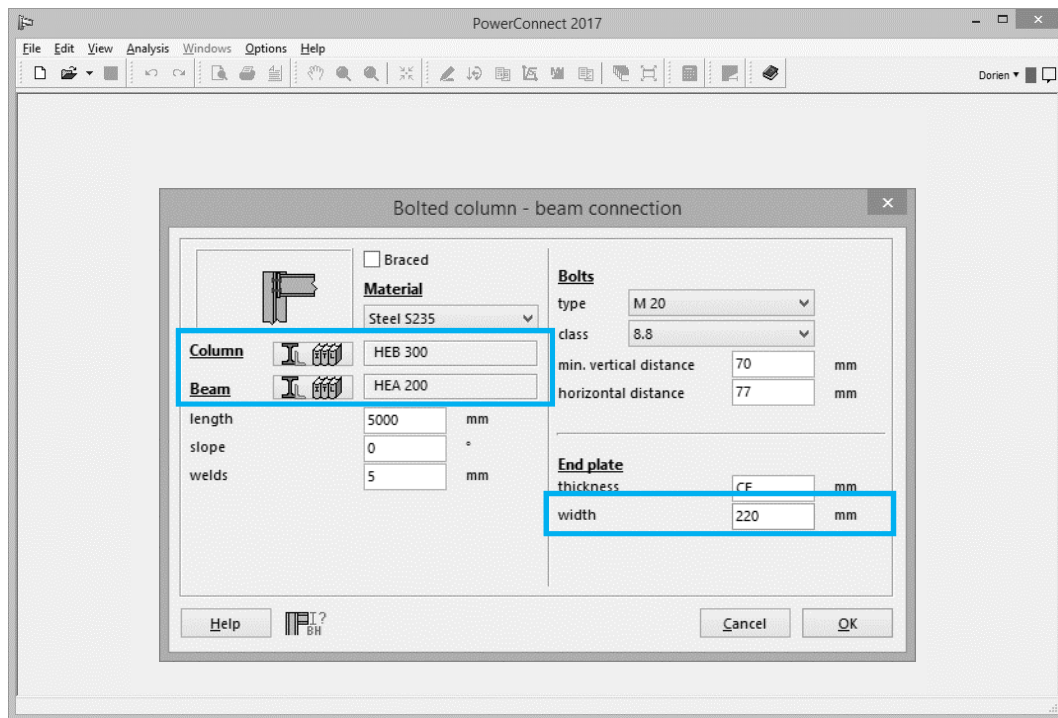 PowerConnect 2017
File Edit View Analysis Windows Options Help
Dorien
Bolted column - beam connection
Braced
Material
Steel S235
Column HEB 300
Beam HEA 200
length 5000 mm
slope 0 °
welds 5 mm
Bolts
type M 20
class 8.8
min. vertical distance 70 mm
horizontal distance 77 mm
End plate
thickness mm
width 220 mm
Help
I?
BH
Cancel OK